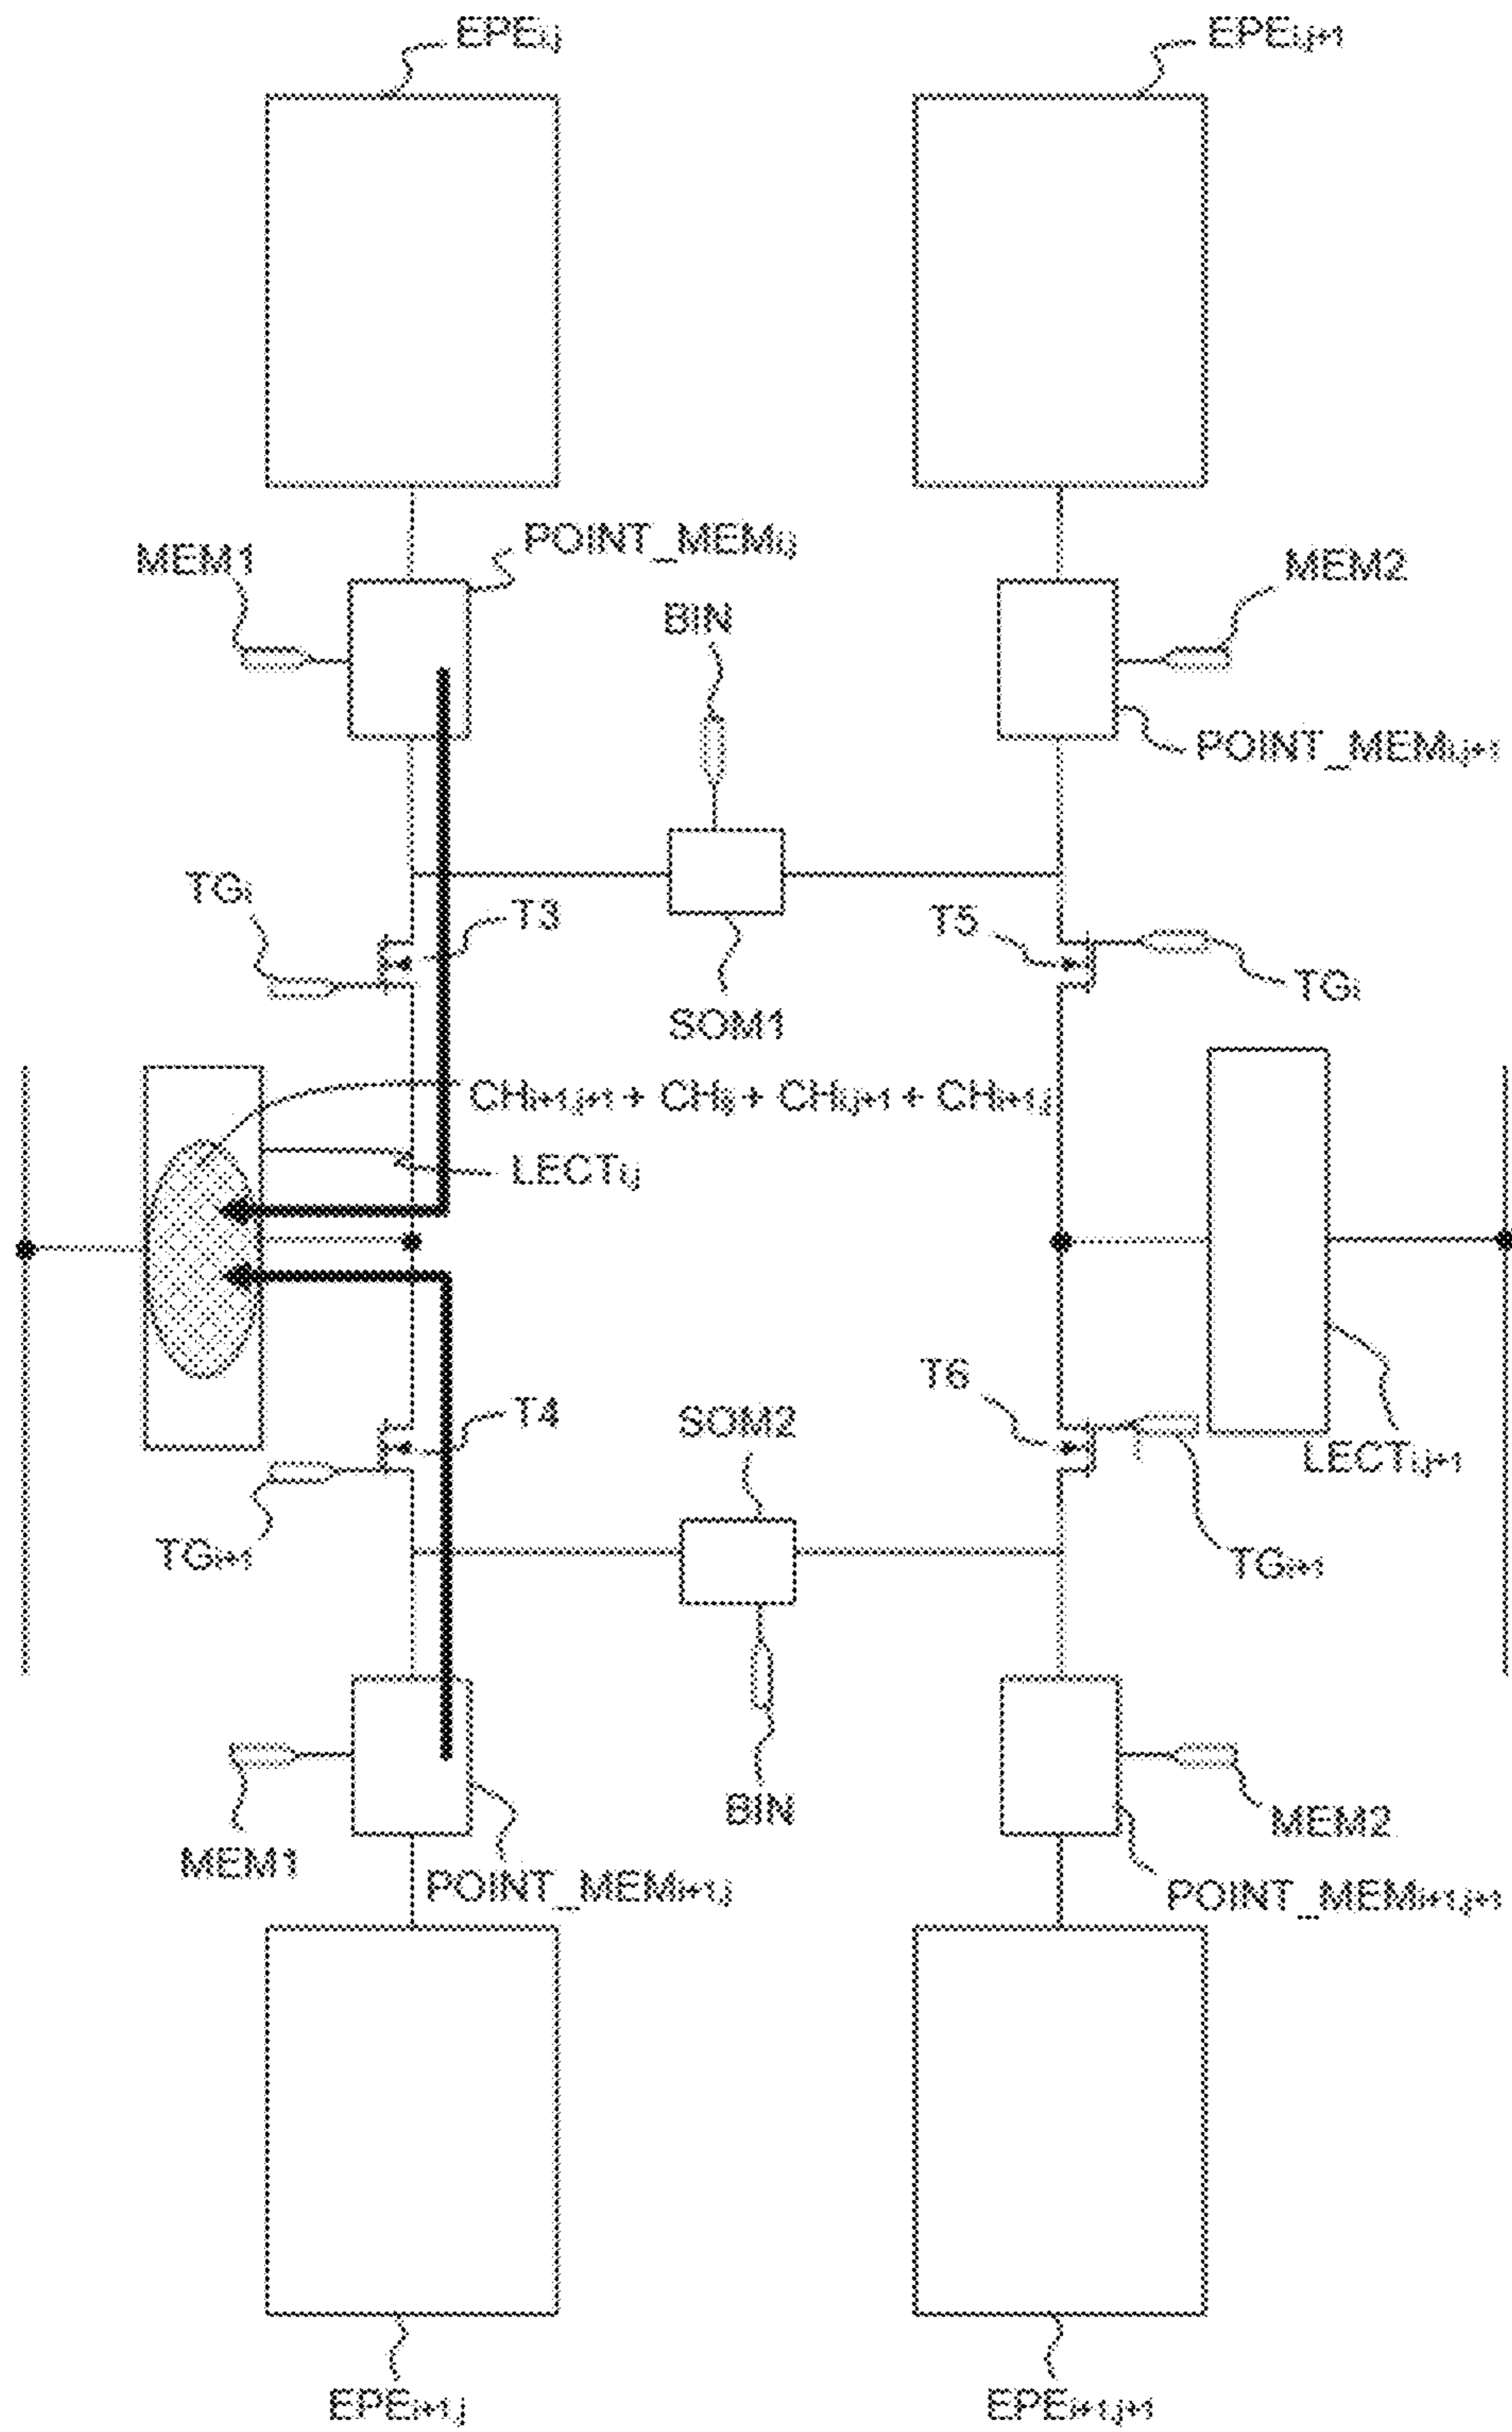 EPEi,j
EPEi,j+1
POINT_MEMi,j
MEM1
MEM2
BIN
POINT_MEMi,j+1
TGi
T3
T5
TGi
SOM1
CHi+1,j+1 + CHij + CHi,j+1 + CHi+1,j
LECTi,j
T6
T4
SOM2
LECTi,j+1
TGi+1
TGi+1
BIN
MEM2
MEM1
POINT_MEMi+1,j
POINT_MEMi+1,j+1
EPEi+1,j
EPEi+1,j+1